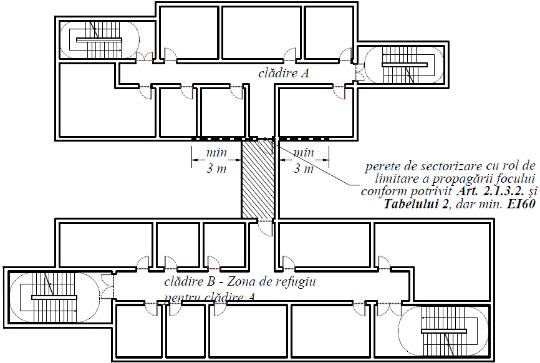 clădire A
min
3 m
min
3 m
perete de sectorizare cu rol de
limitare a propagării focului
conform potrivit Art. 2.1.3.2. și
Tabelului 2, dar min. EI60
clădire B - Zona de refugiu
pentru clădire A